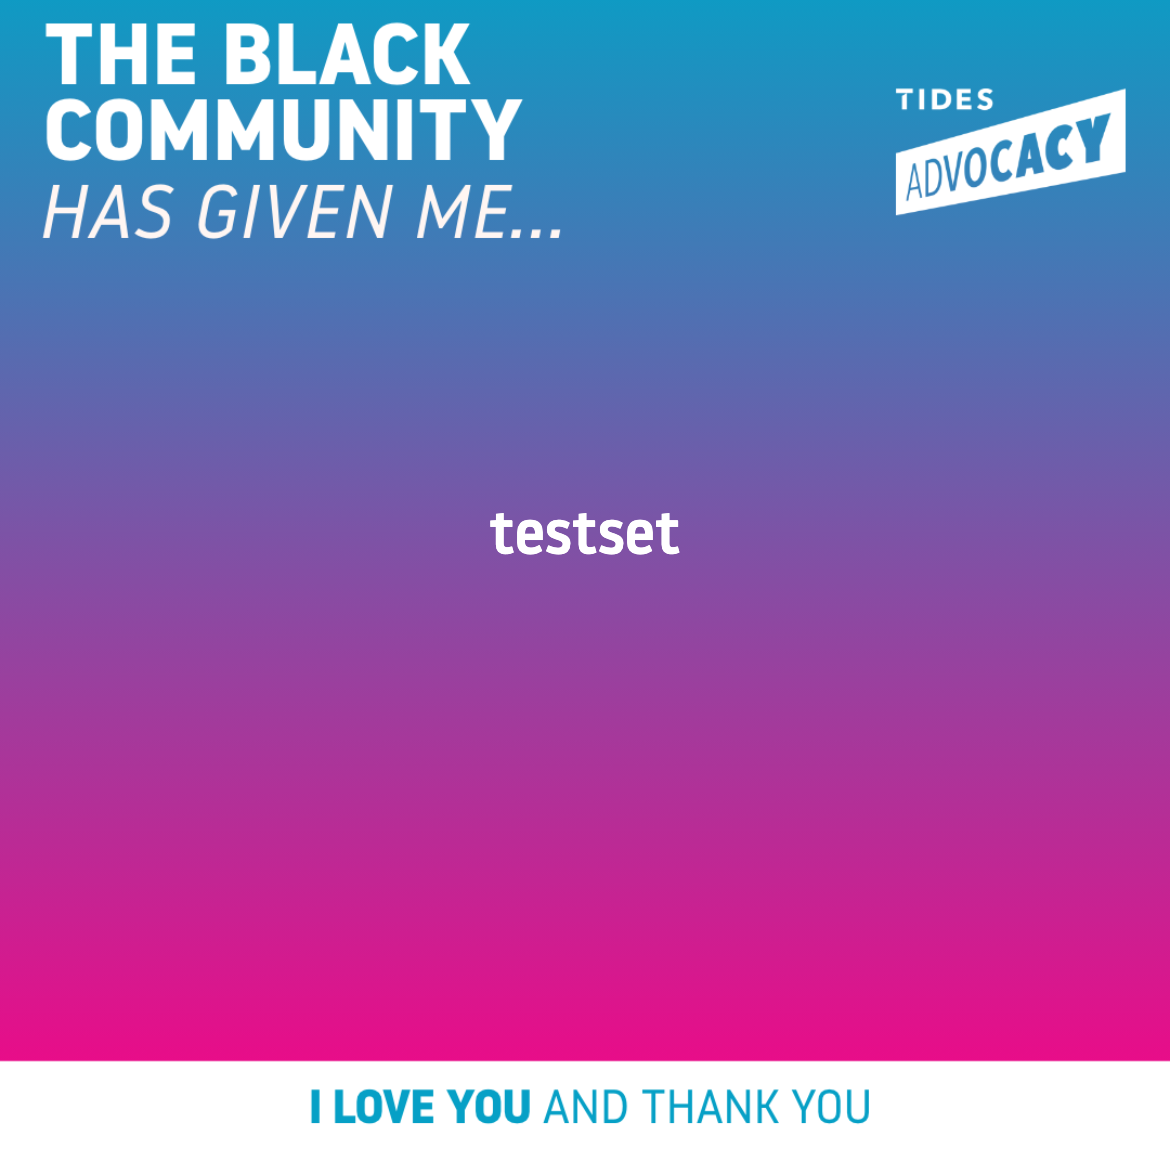 THE BLACK
COMMUNITY
HAS GIVEN ME...
TIDES
ADVOCACY
testset
I LOVE YOU AND THANK YOU